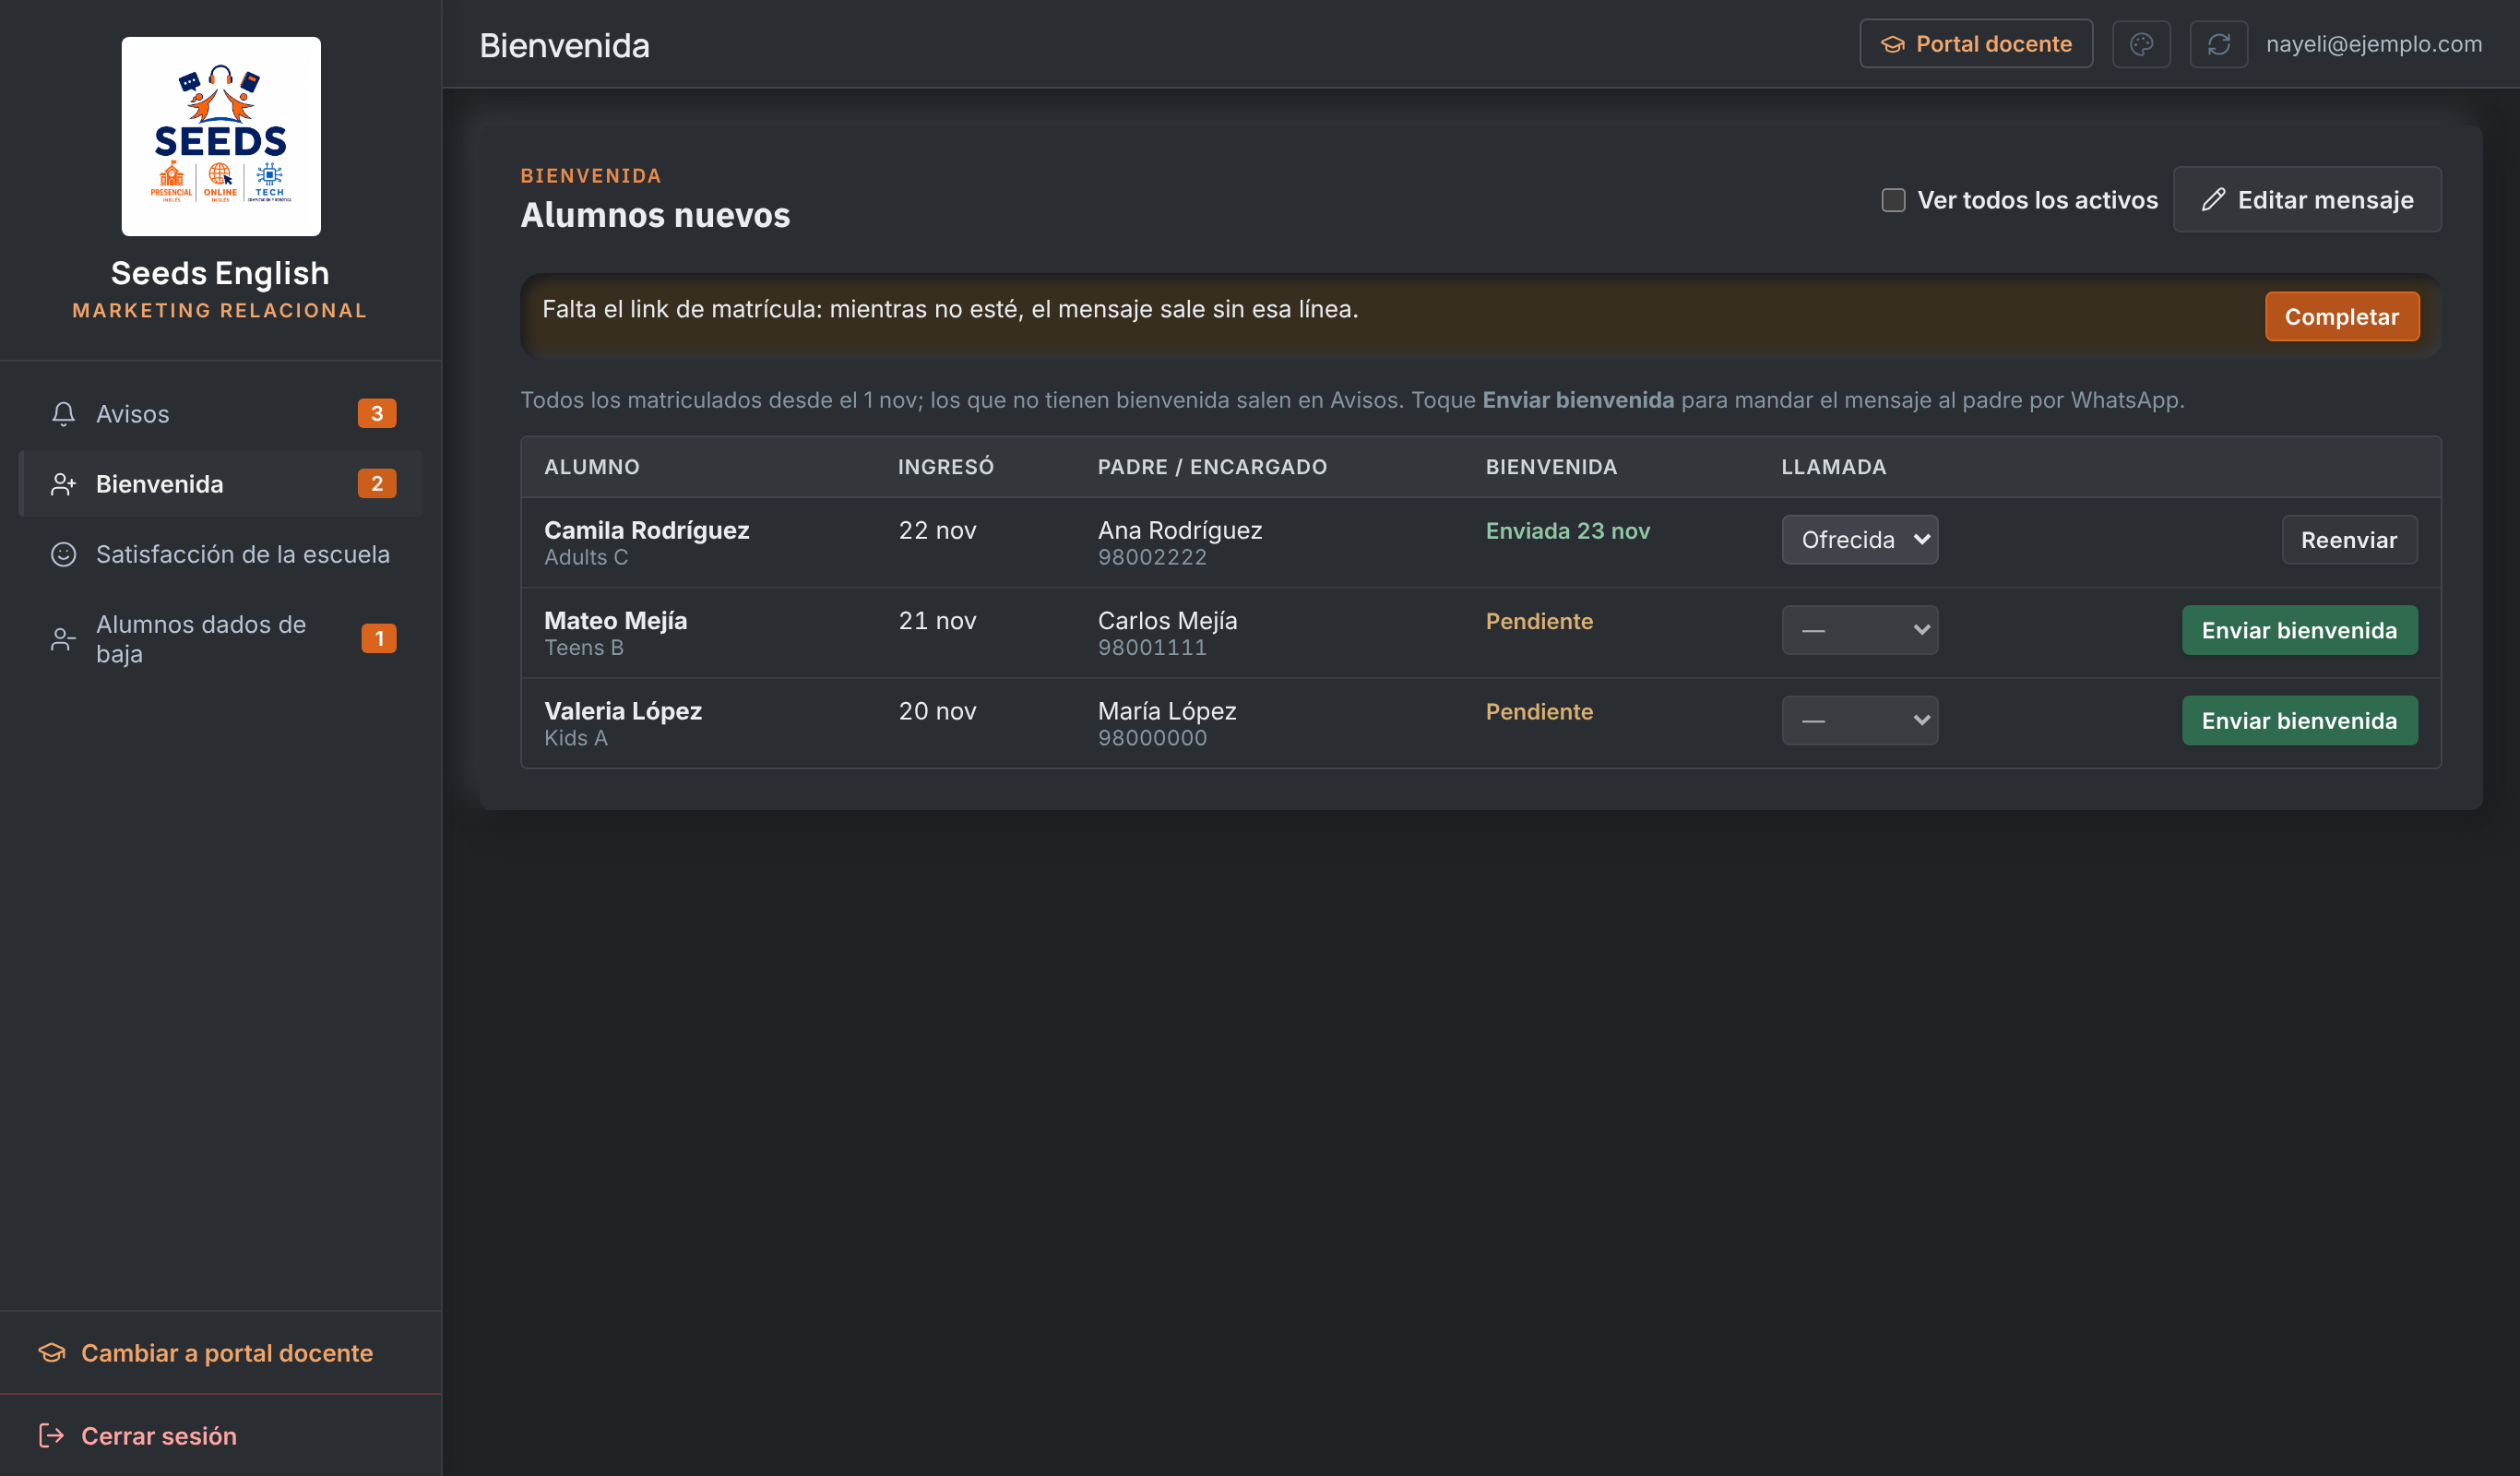 SEEDS
PRESENCIAL
INGLÉS
ONLINE
INGLÉS
TECH
COMPUTACIÓN Y ROBÓTICA
Seeds English
MARKETING RELACIONAL
Avisos 3
Bienvenida 2
Satisfacción de la escuela
Alumnos dados de
baja 1
Cambiar a portal docente
Cerrar sesión
Bienvenida
Portal docente
nayeli@ejemplo.com
BIENVENIDA
Alumnos nuevos
Ver todos los activos
Editar mensaje
Falta el link de matrícula: mientras no esté, el mensaje sale sin esa línea.
Completar
Todos los matriculados desde el 1 nov; los que no tienen bienvenida salen en Avisos. Toque Enviar bienvenida para mandar el mensaje al padre por WhatsApp.
ALUMNO INGRESÓ PADRE / ENCARGADO BIENVENIDA LLAMADA
Camila Rodríguez 22 nov Ana Rodríguez Enviada 23 nov Ofrecida Reenviar
Adults C 98002222
Mateo Mejía 21 nov Carlos Mejía Pendiente — Enviar bienvenida
Teens B 98001111
Valeria López 20 nov María López Pendiente — Enviar bienvenida
Kids A 98000000